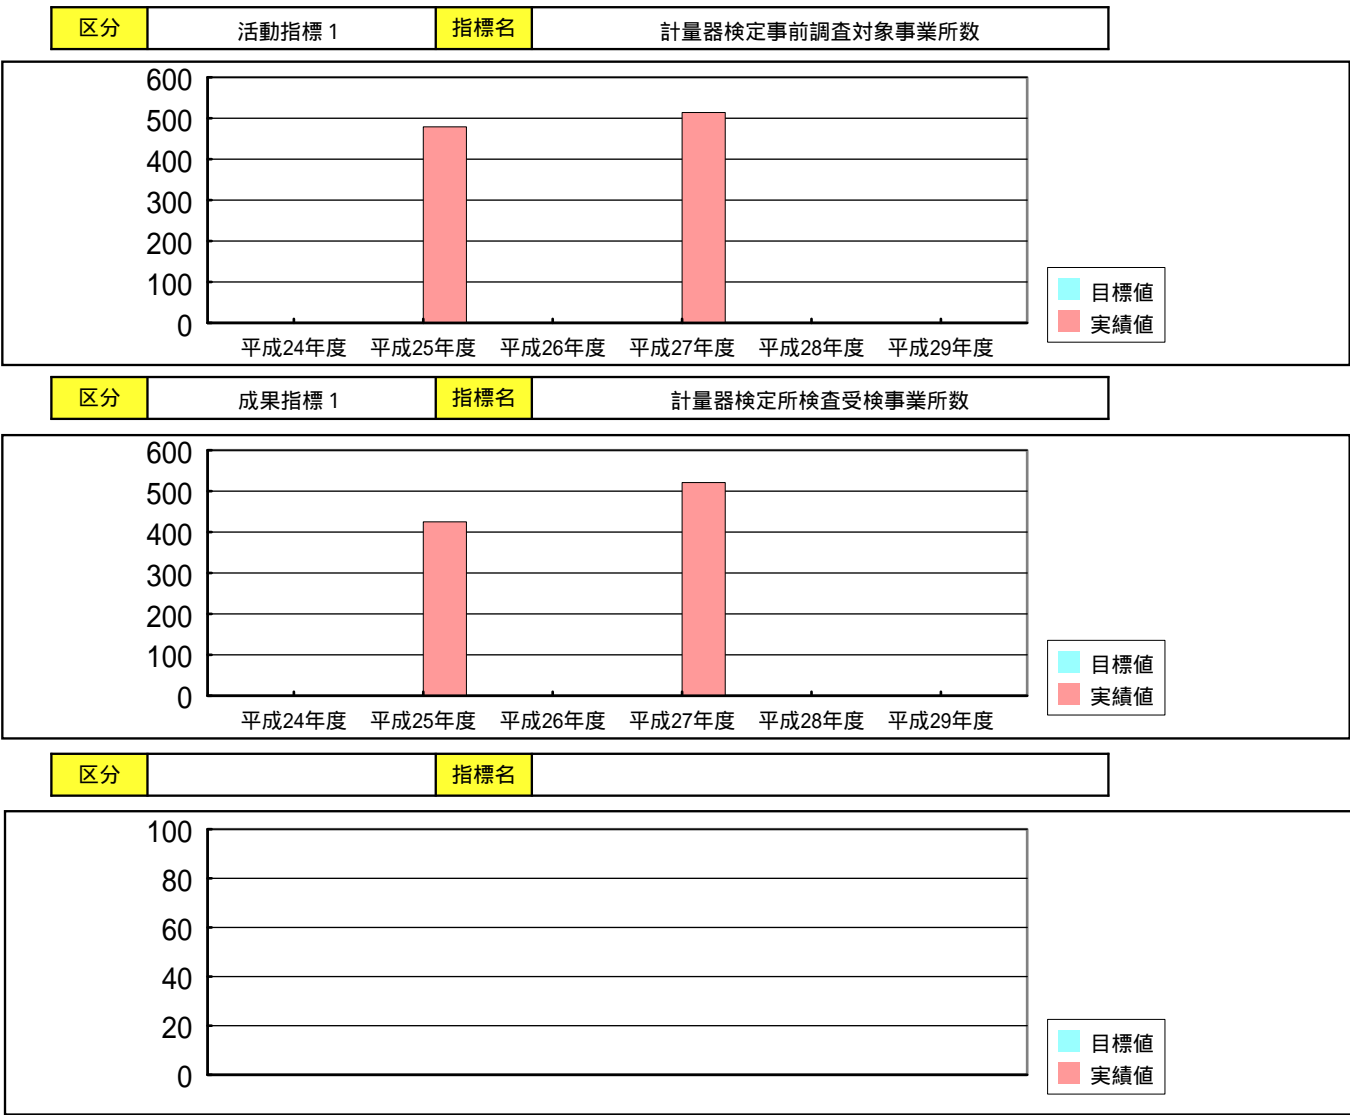 区分 活動指標1 指標名 計量器検定事前調査対象事業所数
600
500
400
300
200
100
0
平成24年度 平成25年度 平成26年度 平成27年度 平成28年度 平成29年度
目標値
実績値
区分 成果指標1 指標名 計量器検定所検査受検事業所数
600
500
400
300
200
100
0
平成24年度 平成25年度 平成26年度 平成27年度 平成28年度 平成29年度
目標値
実績値
区分 指標名
100
80
60
40
20
0
目標値
実績値